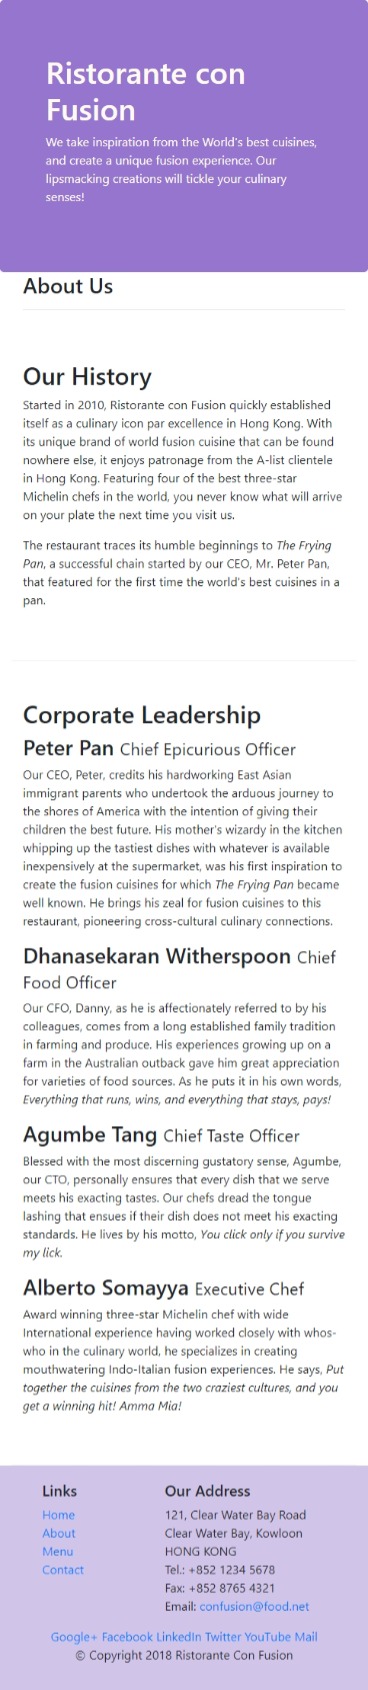 Ristorante con
Fusion
We take inspiration from the World's best cuisines,
and create a unique fusion experience. Our
lipsmacking creations will tickle your culinary
senses!
About Us
Our History
Started in 2010, Ristorante con Fusion quickly established
itself as a culinary icon par excellence in Hong Kong. With
its unique brand of world fusion cuisine that can be found
nowhere else, it enjoys patronage from the A-list clientele
in Hong Kong. Featuring four of the best three-star
Michelin chefs in the world, you never know what will arrive
on your plate the next time you visit us.
The restaurant traces its humble beginnings to The Frying
Pan, a successful chain started by our CEO, Mr. Peter Pan,
that featured for the first time the world's best cuisines in a
pan.
Corporate Leadership
Peter Pan Chief Epicurious Officer
Our CEO, Peter, credits his hardworking East Asian
immigrant parents who undertook the arduous journey to
the shores of America with the intention of giving their
children the best future. His mother's wizardy in the kitchen
whipping up the tastiest dishes with whatever is available
inexpensively at the supermarket, was his first inspiration to
create the fusion cuisines for which The Frying Pan became
well known. He brings his zeal for fusion cuisines to this
restaurant, pioneering cross-cultural culinary connections.
Dhanasekaran Witherspoon Chief
Food Officer
Our CFO, Danny, as he is affectionately referred to by his
colleagues, comes from a long established family tradition
in farming and produce. His experiences growing up on a
farm in the Australian outback gave him great appreciation
for varieties of food sources. As he puts it in his own words,
Everything that runs, wins, and everything that stays, pays!
Agumbe Tang Chief Taste Officer
Blessed with the most discerning gustatory sense, Agumbe,
our CTO, personally ensures that every dish that we serve
meets his exacting tastes. Our chefs dread the tongue
lashing that ensues if their dish does not meet his exacting
standards. He lives by his motto, You click only if you survive
my lick.
Alberto Somayya Executive Chef
Award winning three-star Michelin chef with wide
International experience having worked closely with whos-
who in the culinary world, he specializes in creating
mouthwatering Indo-Italian fusion experiences. He says, Put
together the cuisines from the two craziest cultures, and you
get a winning hit! Amma Mia!
Links
Home
About
Menu
Contact
Our Address
121, Clear Water Bay Road
Clear Water Bay, Kowloon
HONG KONG
Tel.: +852 1234 5678
Fax: +852 8765 4321
Email: confusion@food.net
Google+ Facebook LinkedIn Twitter YouTube Mail
© Copyright 2018 Ristorante Con Fusion